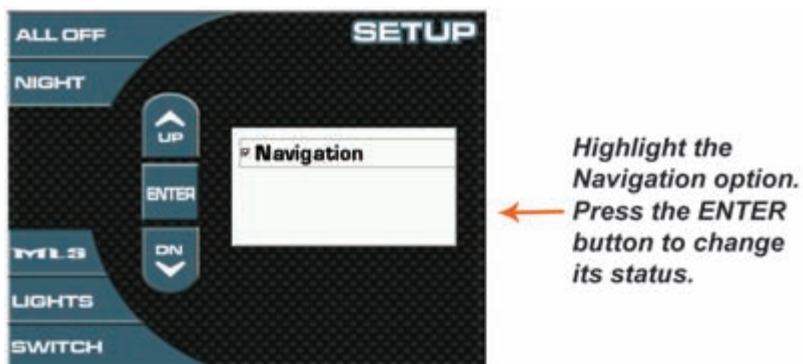 ALL OFF
SETUP
NIGHT
UP
Navigation
ENTER
DN
MLS
LIGHTS
SWITCH
Highlight the
Navigation option.
Press the ENTER
button to change
its status.